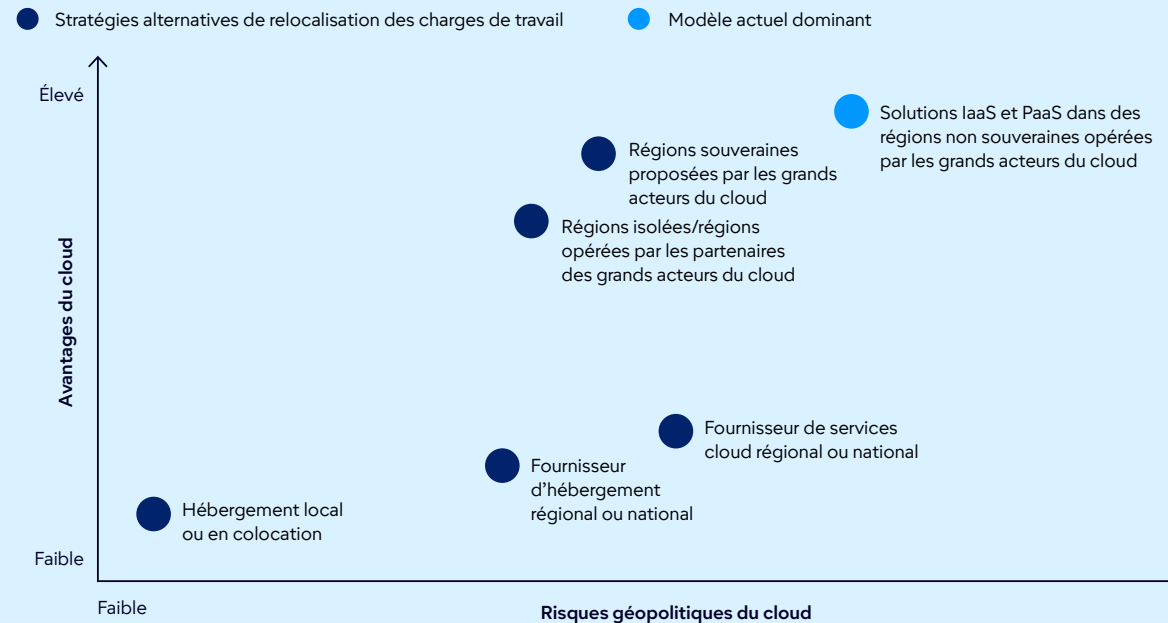 Stratégies alternatives de relocalisation des charges de travail
Modèle actuel dominant
Élevé
Solutions IaaS et PaaS dans des
régions non souveraines opérées
par les grands acteurs du cloud
Régions souveraines
proposées par les grands
acteurs du cloud
Régions isolées/régions
opérées par les partenaires
des grands acteurs du cloud
Avantages du cloud
Fournisseur de services
cloud régional ou national
Fournisseur
d’hébergement
régional ou national
Hébergement local
ou en colocation
Faible
Faible
Risques géopolitiques du cloud